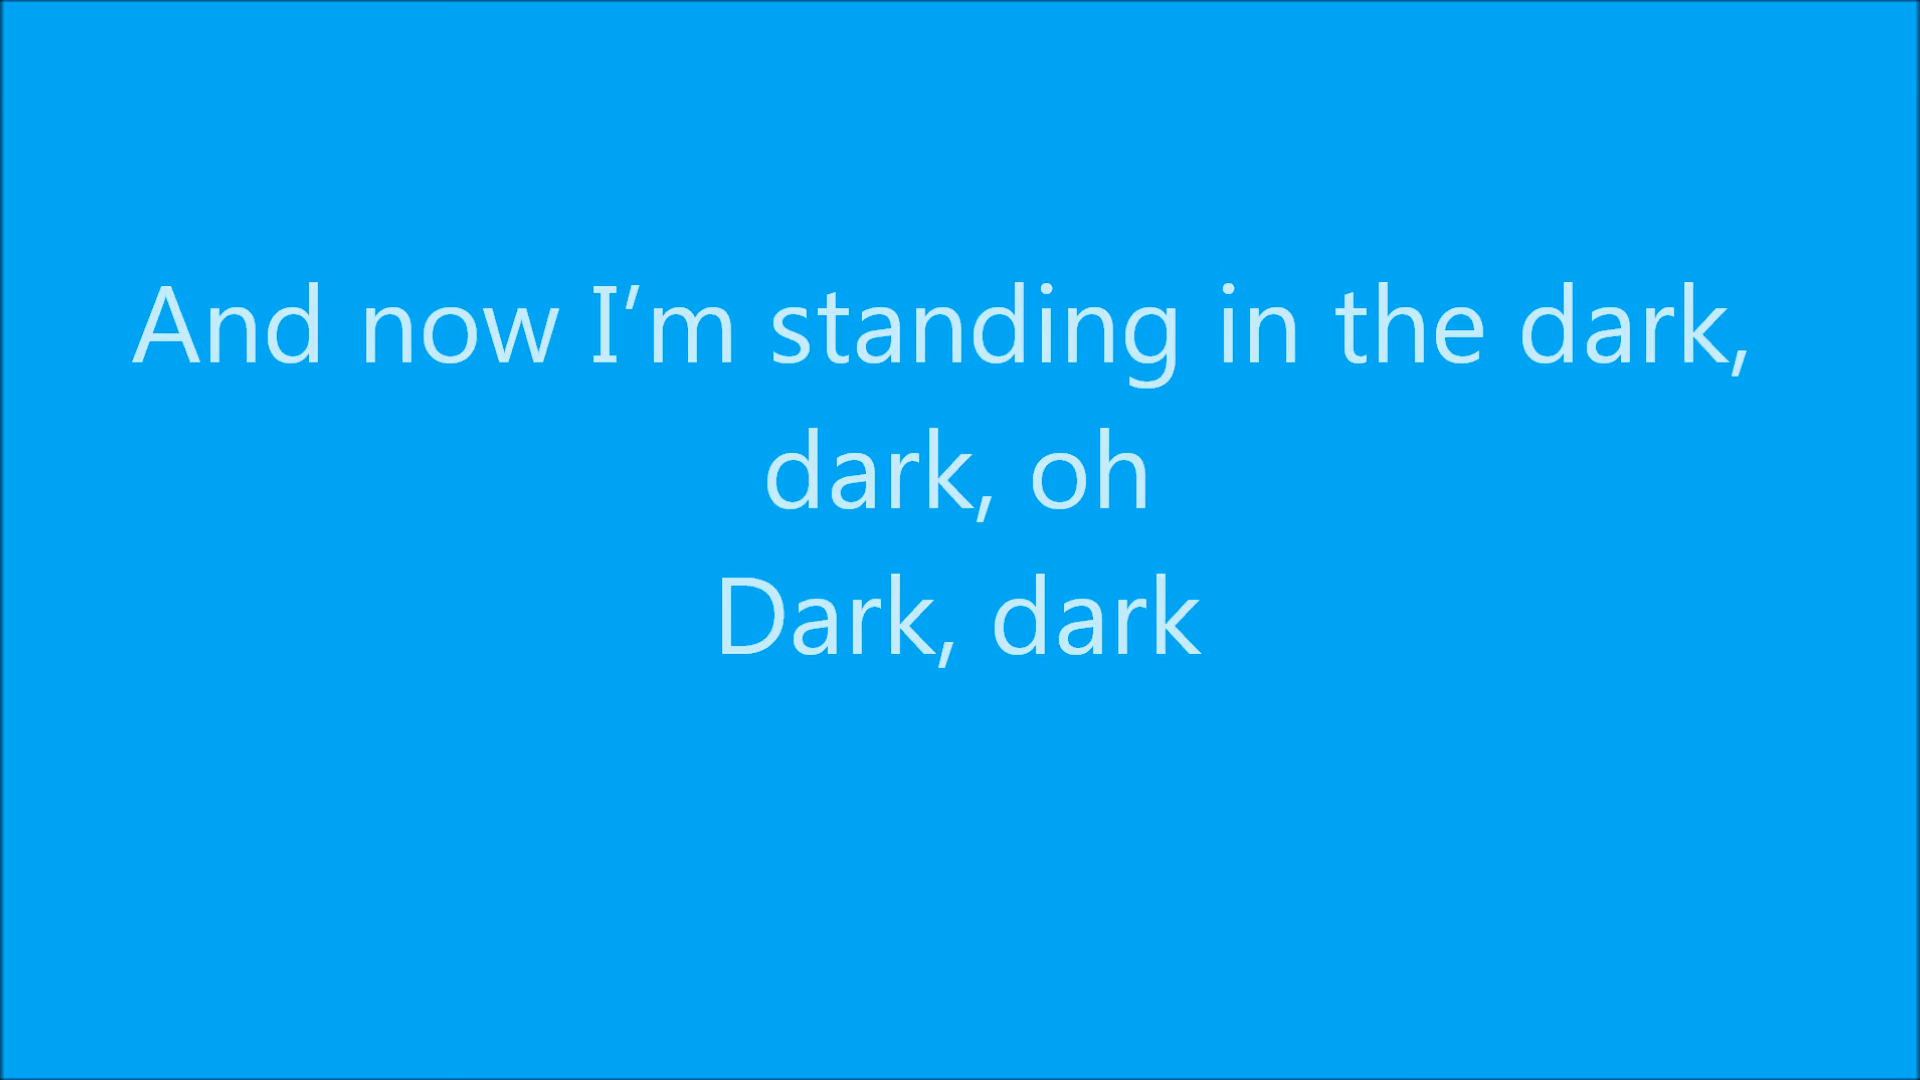 And now I’m standing in the dark,
dark, oh
Dark, dark